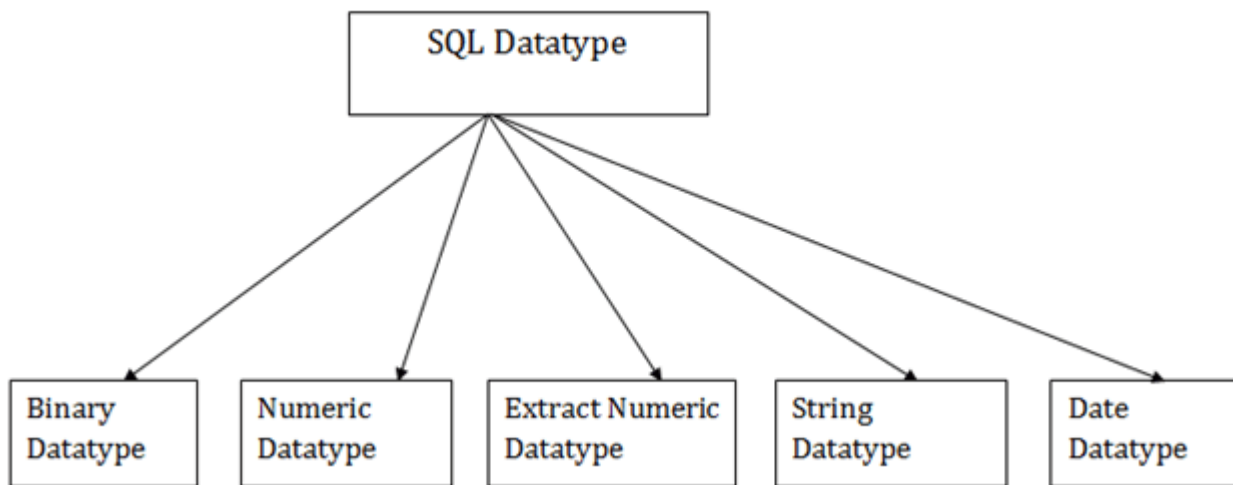 SQL Datatype
Binary
Datatype
Numeric
Datatype
Extract Numeric
Datatype
String
Datatype
Date
Datatype